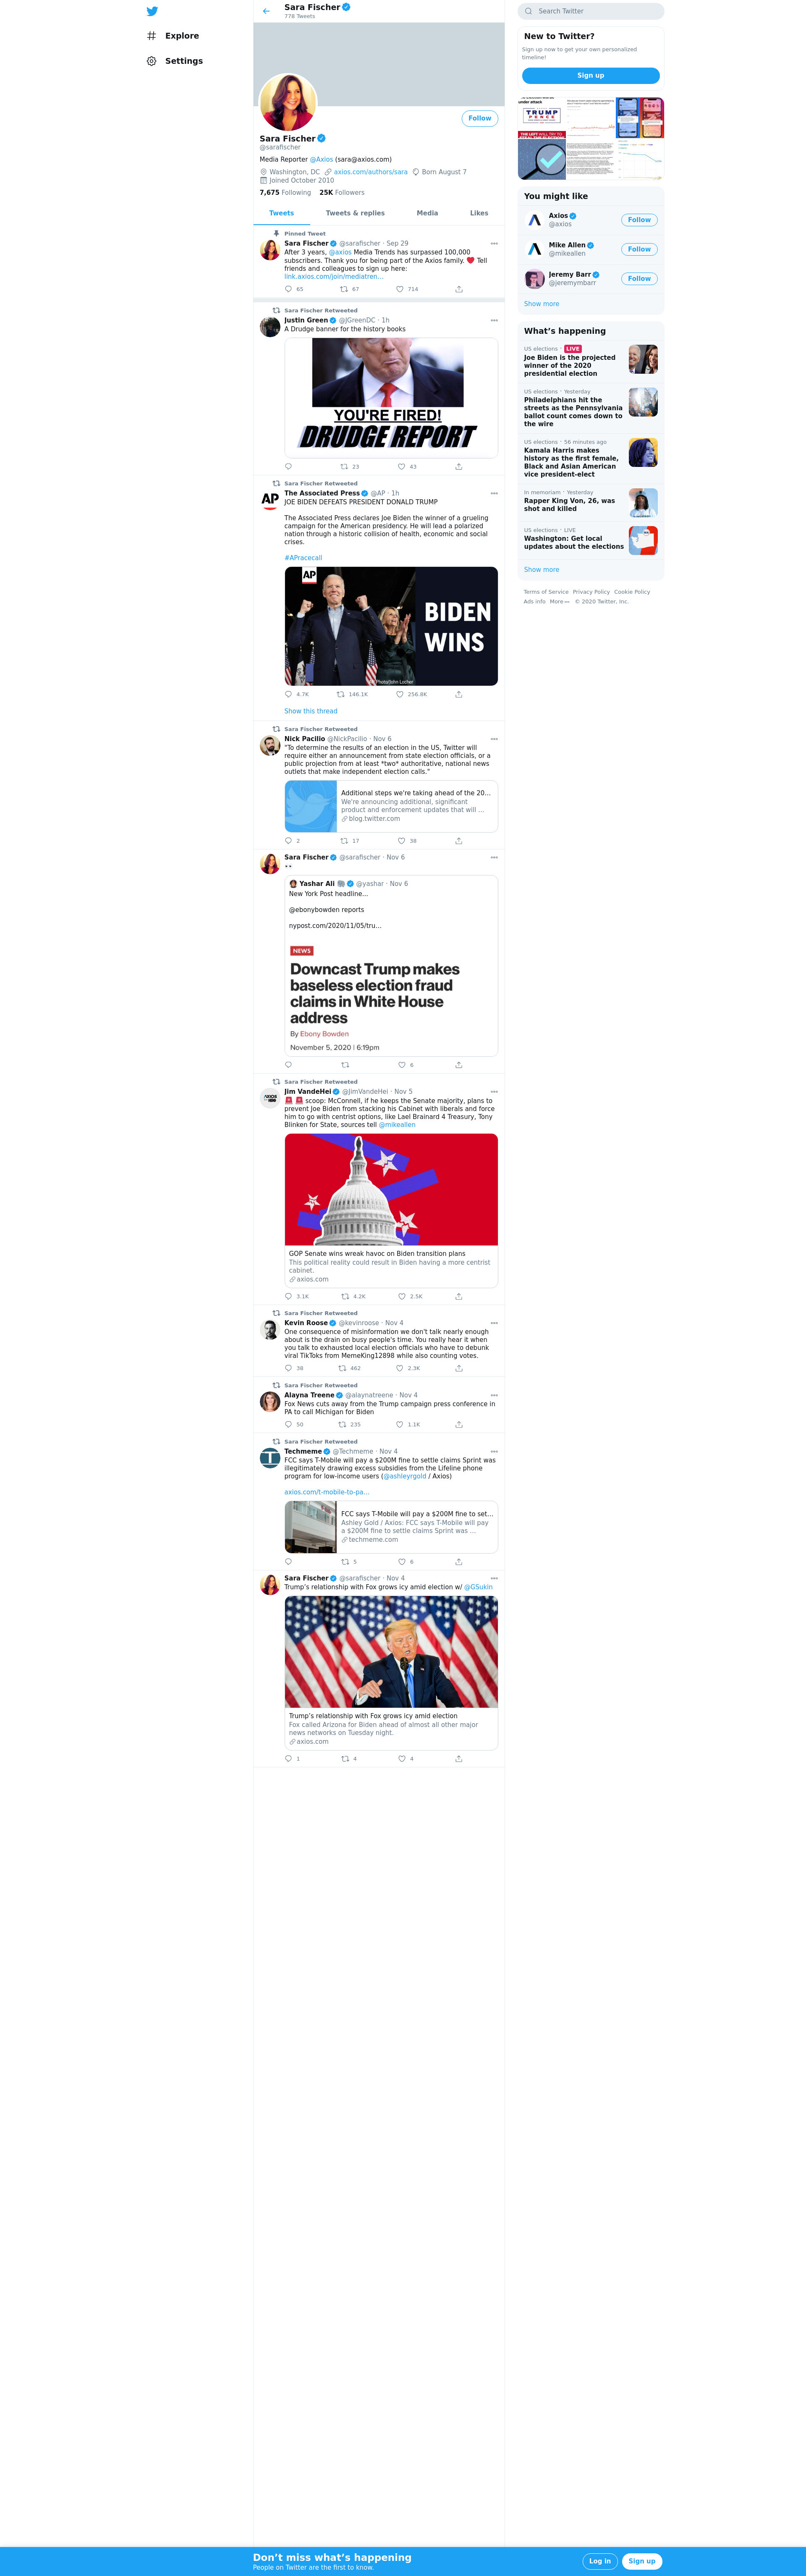 Explore
Settings
Sara Fischer
778 Tweets
Follow
Sara Fischer
@sarafischer
Media Reporter @Axios (sara@axios.com)
Washington, DC axios.com/authors/sara Born August 7
Joined October 2010
7,675 Following 25K Followers
Tweets Tweets & replies Media Likes
Pinned Tweet
Sara Fischer @sarafischer · Sep 29
After 3 years, @axios Media Trends has surpassed 100,000
subscribers. Thank you for being part of the Axios family. ❤️ Tell
friends and colleagues to sign up here:
link.axios.com/join/mediatren…
65 67 714
Sara Fischer Retweeted
Justin Green @JGreenDC · 1h
A Drudge banner for the history books
YOU'RE FIRED!
DRUDGE REPORT
23 43
Sara Fischer Retweeted
The Associated Press @AP · 1h
JOE BIDEN DEFEATS PRESIDENT DONALD TRUMP
The Associated Press declares Joe Biden the winner of a grueling
campaign for the American presidency. He will lead a polarized
nation through a historic collision of health, economic and social
crises.
#APracecall
AP
BIDEN
WINS
Photo/John Locher
4.7K 146.1K 256.8K
Show this thread
Sara Fischer Retweeted
Nick Pacilio @NickPacilio · Nov 6
"To determine the results of an election in the US, Twitter will
require either an announcement from state election officials, or a
public projection from at least *two* authoritative, national news
outlets that make independent election calls."
Additional steps we're taking ahead of the 20…
We're announcing additional, significant
product and enforcement updates that will …
blog.twitter.com
2 17 38
Sara Fischer @sarafischer · Nov 6
👀
Yashar Ali 🐘 @yashar · Nov 6
New York Post headline…
@ebonybowden reports
nypost.com/2020/11/05/tru…
NEWS
Downcast Trump makes
baseless election fraud
claims in White House
address
By Ebony Bowden
November 5, 2020 | 6:19pm
6
Sara Fischer Retweeted
Jim VandeHei @JimVandeHei · Nov 5
🚨 🚨 scoop: McConnell, if he keeps the Senate majority, plans to
prevent Joe Biden from stacking his Cabinet with liberals and force
him to go with centrist options, like Lael Brainard 4 Treasury, Tony
Blinken for State, sources tell @mikeallen
GOP Senate wins wreak havoc on Biden transition plans
This political reality could result in Biden having a more centrist
cabinet.
axios.com
3.1K 4.2K 2.5K
Sara Fischer Retweeted
Kevin Roose @kevinroose · Nov 4
One consequence of misinformation we don't talk nearly enough
about is the drain on busy people's time. You really hear it when
you talk to exhausted local election officials who have to debunk
viral TikToks from MemeKing12898 while also counting votes.
38 462 2.3K
Sara Fischer Retweeted
Alayna Treene @alaynatreene · Nov 4
Fox News cuts away from the Trump campaign press conference in
PA to call Michigan for Biden
50 235 1.1K
Sara Fischer Retweeted
Techmeme @Techmeme · Nov 4
FCC says T-Mobile will pay a $200M fine to settle claims Sprint was
illegitimately drawing excess subsidies from the Lifeline phone
program for low-income users (@ashleyrgold / Axios)
axios.com/t-mobile-to-pa…
FCC says T-Mobile will pay a $200M fine to set…
Ashley Gold / Axios: FCC says T-Mobile will pay
a $200M fine to settle claims Sprint was …
techmeme.com
5 6
Sara Fischer @sarafischer · Nov 4
Trump's relationship with Fox grows icy amid election w/ @GSukin
Trump's relationship with Fox grows icy amid election
Fox called Arizona for Biden ahead of almost all other major
news networks on Tuesday night.
axios.com
1 4 4
Search Twitter
New to Twitter?
Sign up now to get your own personalized
timeline!
Sign up
under attack
TRUMP
PENCE
You might like
Axios
@axios
Follow
Mike Allen
@mikeallen
Follow
Jeremy Barr
@jeremymbarr
Follow
Show more
What's happening
US elections · LIVE
Joe Biden is the projected
winner of the 2020
presidential election
US elections · Yesterday
Philadelphians hit the
streets as the Pennsylvania
ballot count comes down to
the wire
US elections · 56 minutes ago
Kamala Harris makes
history as the first female,
Black and Asian American
vice president-elect
In memoriam · Yesterday
Rapper King Von, 26, was
shot and killed
US elections · LIVE
Washington: Get local
updates about the elections
Show more
Terms of Service Privacy Policy Cookie Policy
Ads info More © 2020 Twitter, Inc.
Don't miss what's happening
People on Twitter are the first to know.
Log in
Sign up